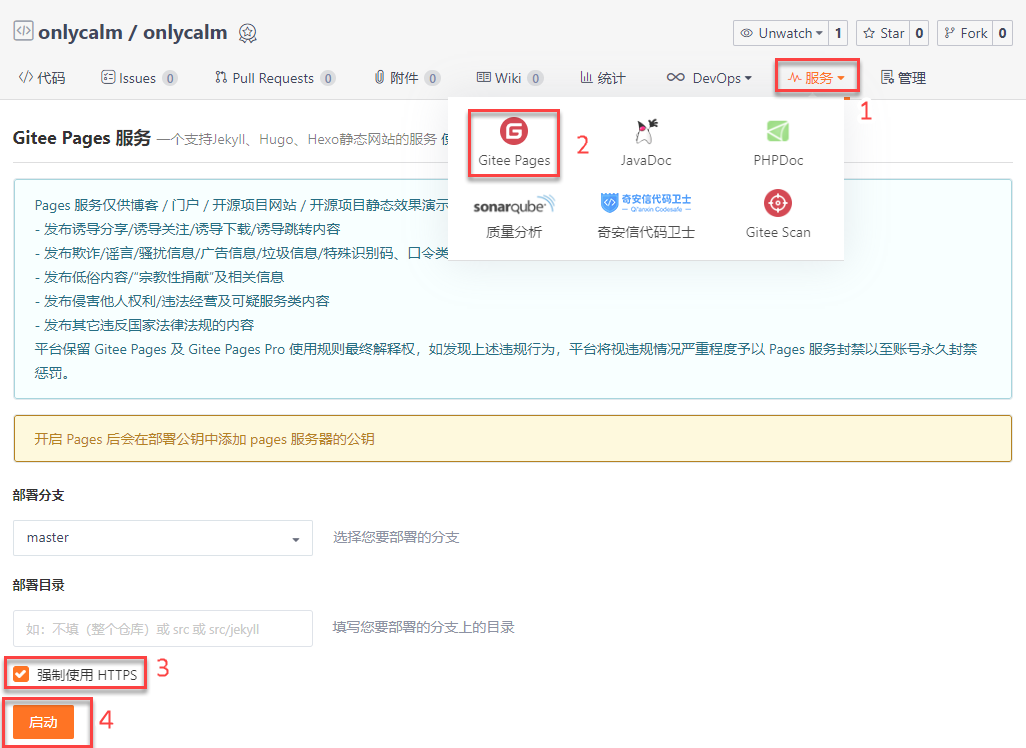 onlycalm / onlycalm
Unwatch 1 Star 0 Fork 0
代码 Issues 0 Pull Requests 0 附件 0 Wiki 0 统计 DevOps 服务 管理
1
Gitee Pages 服务 一个支持Jekyll、Hugo、Hexo静态网站的服务
Gitee Pages 2 JavaDoc PHPDoc
sonarqube 奇安信代码卫士 Qi'anxin Codesafe
质量分析 奇安信代码卫士 Gitee Scan
Pages 服务仅供博客 / 门户 / 开源项目网站 / 开源项目静态效果演示
- 发布诱导分享/诱导关注/诱导下载/诱导跳转内容
- 发布欺诈/谣言/骚扰信息/广告信息/垃圾信息/特殊识别码、口令类
- 发布低俗内容/“宗教性捐献”及相关信息
- 发布侵害他人权利/违法经营及可疑服务类内容
- 发布其它违反国家法律法规的内容
平台保留 Gitee Pages 及 Gitee Pages Pro 使用规则最终解释权，如发现上述违规行为，平台将视违规情况严重程度予以 Pages 服务封禁以至账号永久封禁
惩罚。
开启 Pages 后会在部署公钥中添加 pages 服务器的公钥
部署分支
master 选择您要部署的分支
部署目录
如：不填（整个仓库）或 src 或 src/jekyll 填写您要部署的分支上的目录
强制使用 HTTPS 3
启动 4